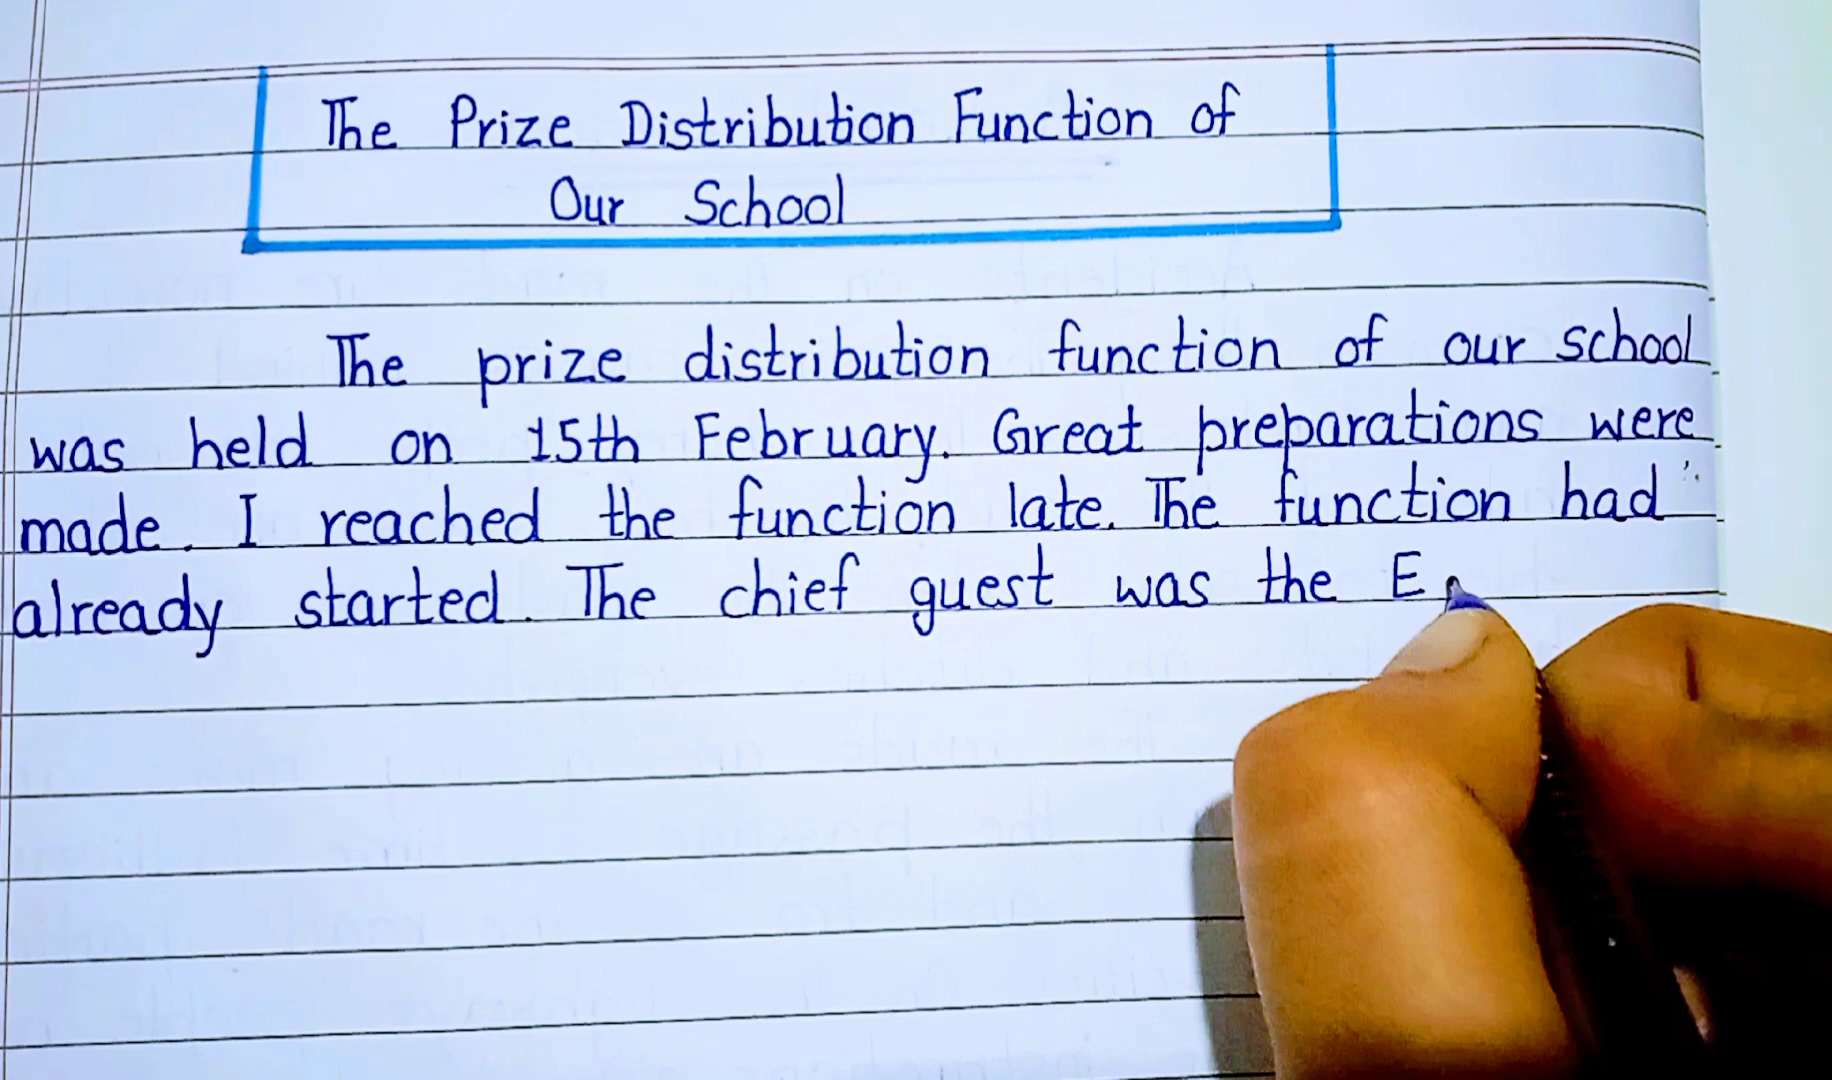 The Prize Distribution Function of
Our School
The prize distribution function of our school
was held on 15th February. Great preparations were
made. I reached the function late. The function had
already started. The chief guest was the E